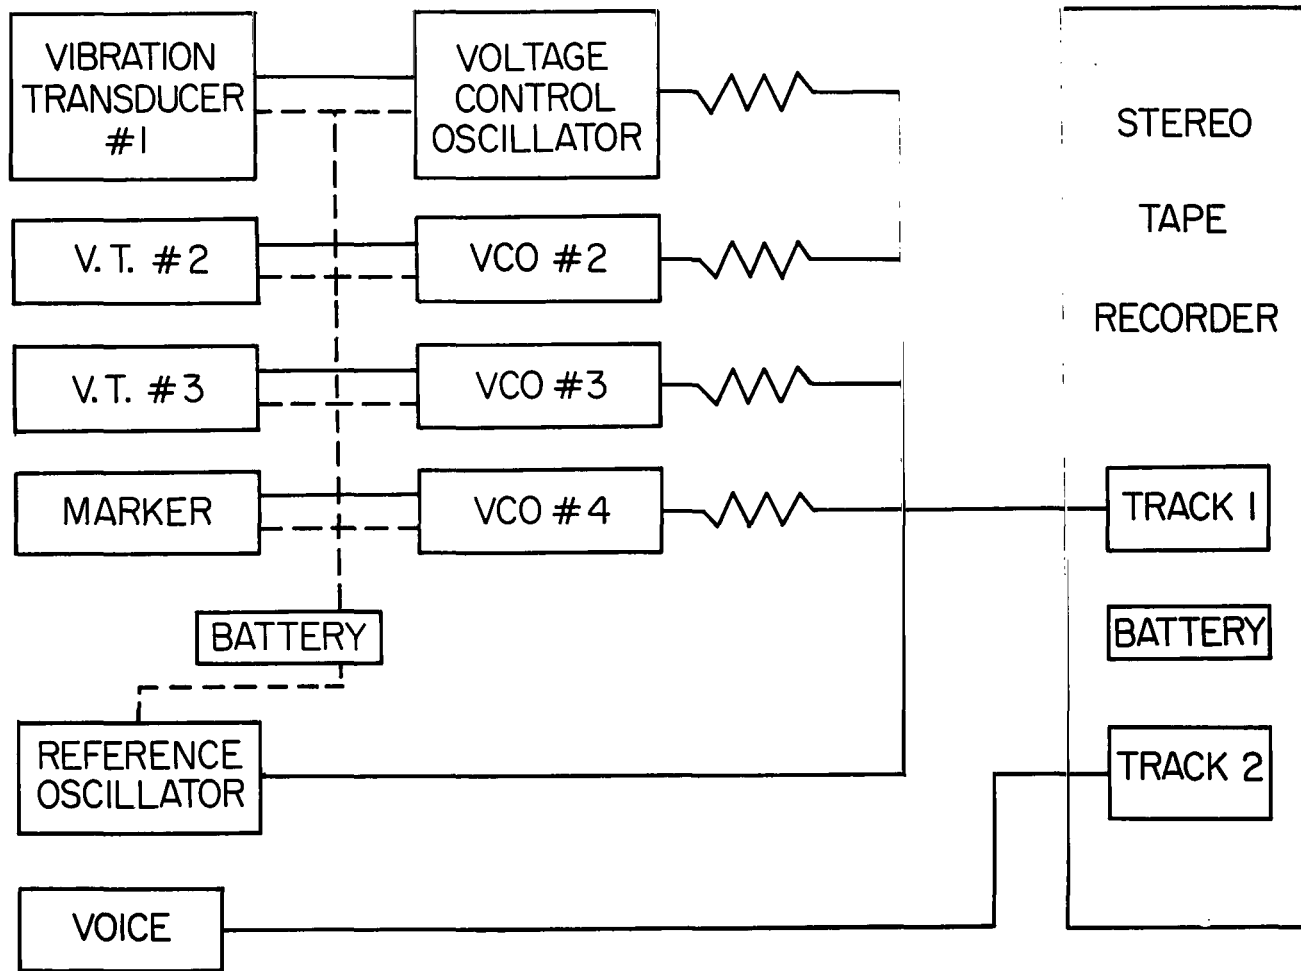 VIBRATION
TRANSDUCER
#1
VOLTAGE
CONTROL
OSCILLATOR
STEREO
TAPE
RECORDER
V. T. #2
VCO #2
V. T. #3
VCO #3
MARKER
VCO #4
TRACK 1
BATTERY
BATTERY
REFERENCE
OSCILLATOR
TRACK 2
VOICE